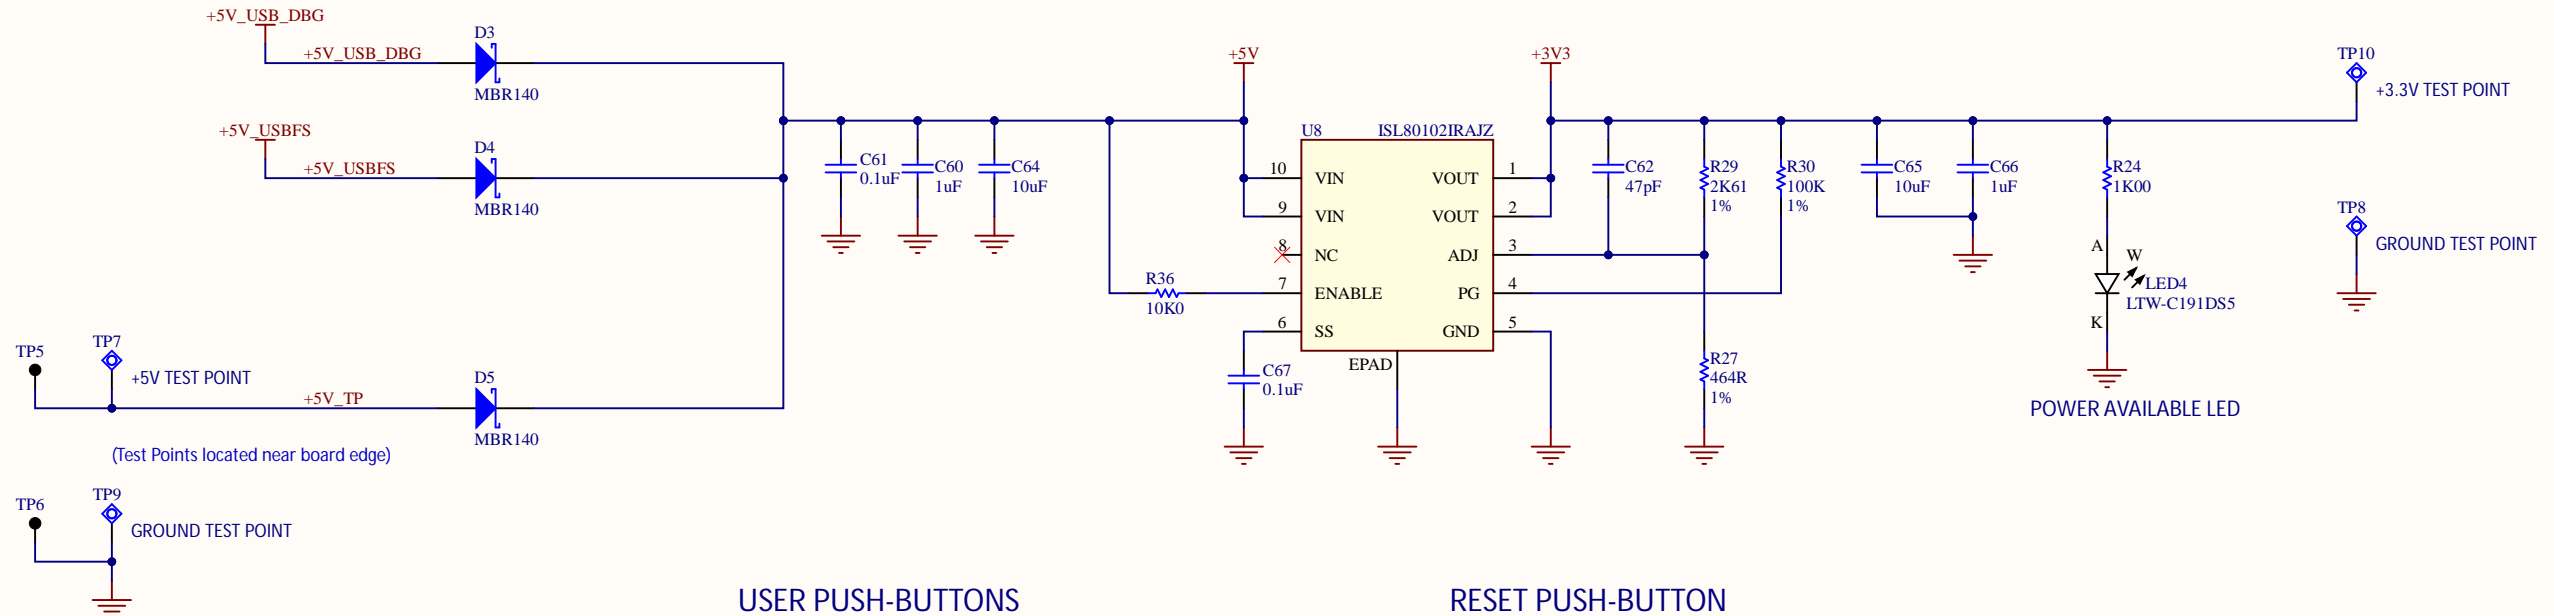 +5V_USB_DBG
+5V_USB_DBG
D3
MBR140
+5V_USBFS
+5V_USBFS
D4
MBR140
TP5
TP7
+5V TEST POINT
+5V_TP
D5
MBR140
(Test Points located near board edge)
TP6
TP9
GROUND TEST POINT
C61
0.1uF
C60
1uF
C64
10uF
+5V
R36
10K0
C67
0.1uF
U8
ISL80102IRAJZ
10
VIN
9
VIN
8
NC
7
ENABLE
6
SS
EPAD
VOUT
1
VOUT
2
ADJ
3
PG
4
GND
5
+3V3
C62
47pF
R29
2K61
1%
R30
100K
1%
R27
464R
1%
C65
10uF
C66
1uF
R24
1K00
A
W
LED4
LTW-C191DS5
K
POWER AVAILABLE LED
TP10
+3.3V TEST POINT
TP8
GROUND TEST POINT
USER PUSH-BUTTONS
RESET PUSH-BUTTON